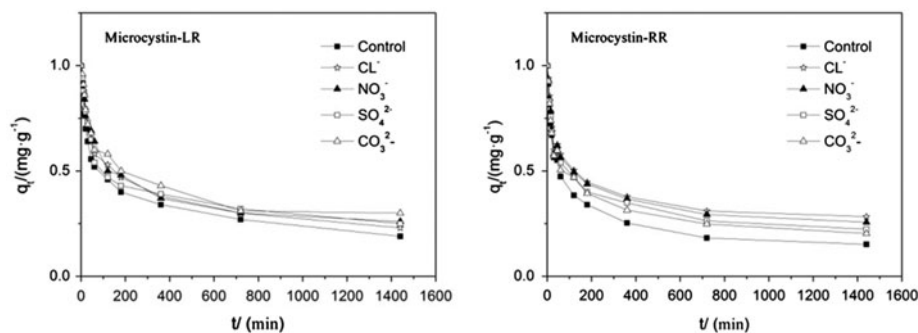 Microcystin-LR
Control
CL⁻
NO₃⁻
SO₄²⁻
CO₃²-
1.0
0.5
0.0
qₜ/(mg·g⁻¹)
0 200 400 600 800 1000 1200 1400 1600
t/ (min)
Microcystin-RR
Control
CL⁻
NO₃⁻
SO₄²⁻
CO₃²-
1.0
0.5
0.0
qₜ/(mg·g⁻¹)
0 200 400 600 800 1000 1200 1400 1600
t/ (min)